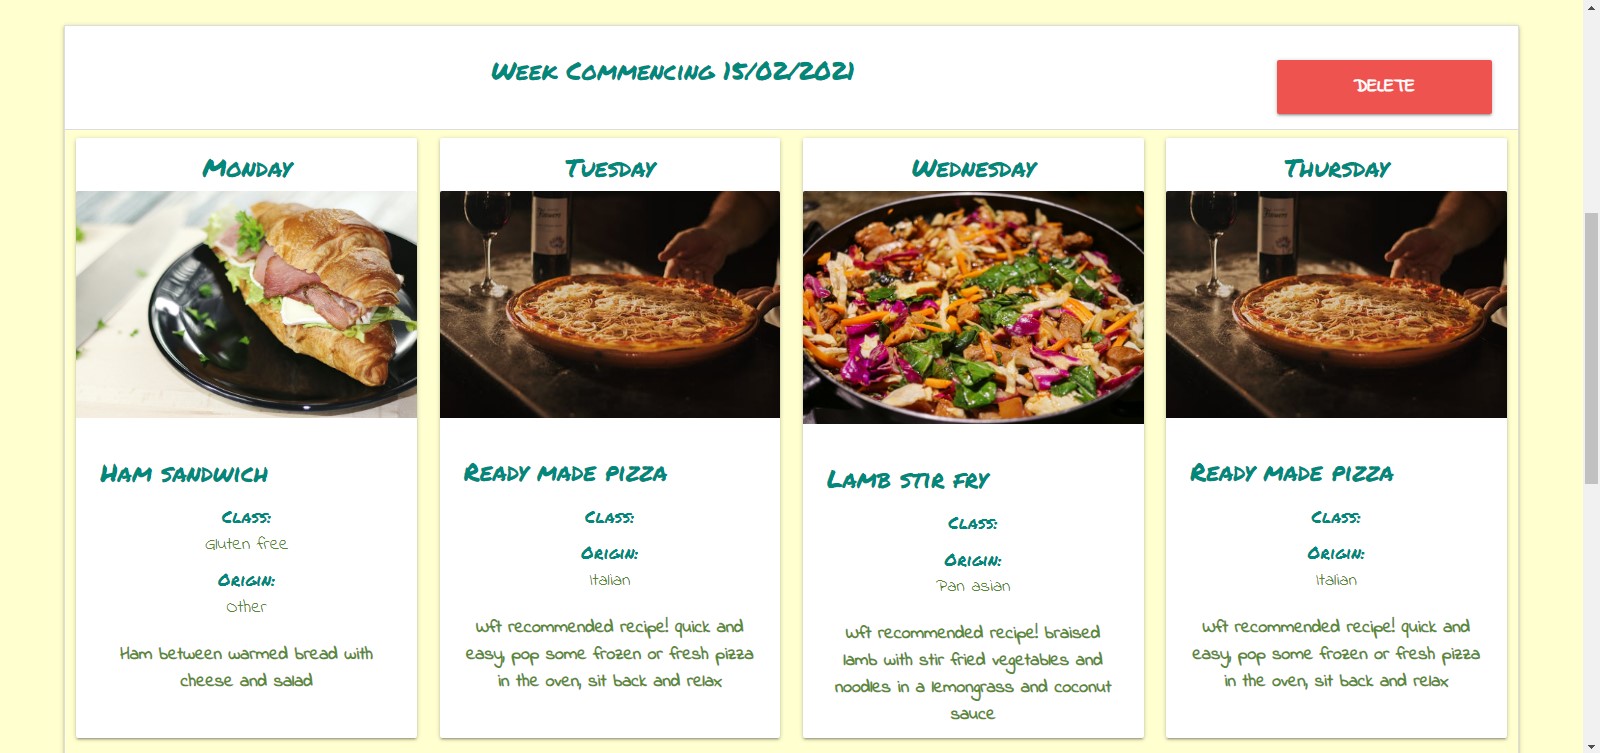 Week Commencing 15/02/2021
DELETE
Monday
Ham sandwich
Class:
Gluten free
Origin:
Other
Ham between warmed bread with
cheese and salad
Tuesday
Ready made pizza
Class:
Origin:
Italian
Wft recommended recipe! quick and
easy, pop some frozen or fresh pizza
in the oven, sit back and relax
Wednesday
Lamb stir fry
Class:
Origin:
Pan asian
Wft recommended recipe! braised
lamb with stir fried vegetables and
noodles in a lemongrass and coconut
sauce
Thursday
Ready made pizza
Class:
Origin:
Italian
Wft recommended recipe! quick and
easy, pop some frozen or fresh pizza
in the oven, sit back and relax